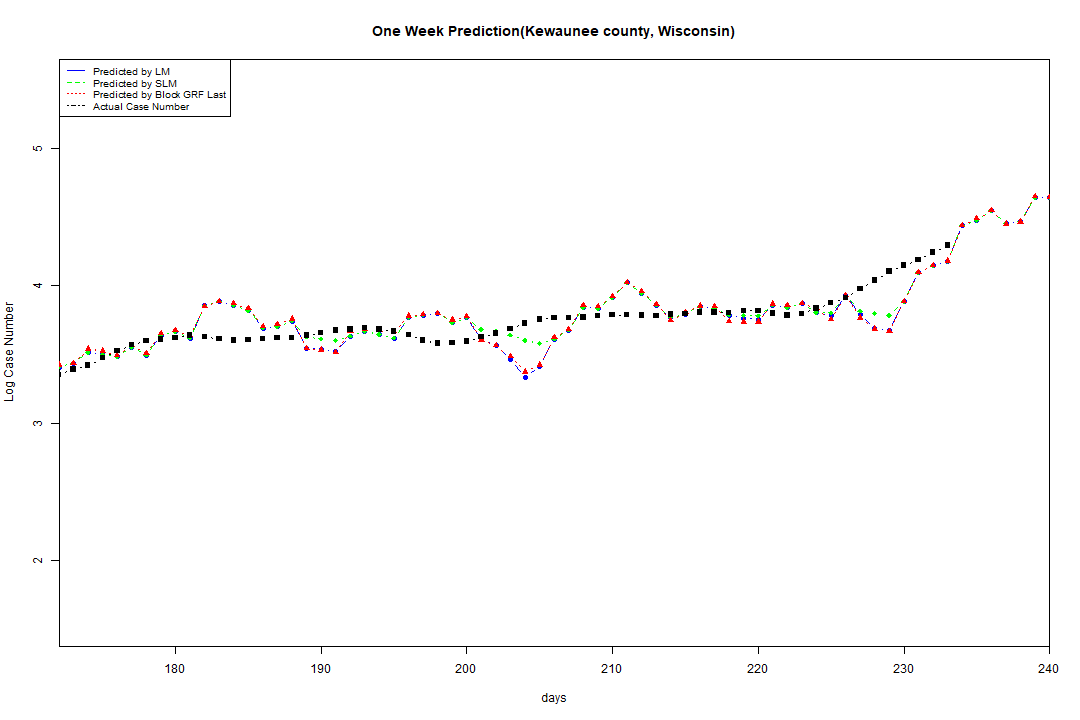 One Week Prediction(Kewaunee county, Wisconsin)
Predicted by LM
Predicted by SLM
Predicted by Block GRF Last
Actual Case Number
5
4
3
2
Log Case Number
180 190 200 210 220 230 240
days